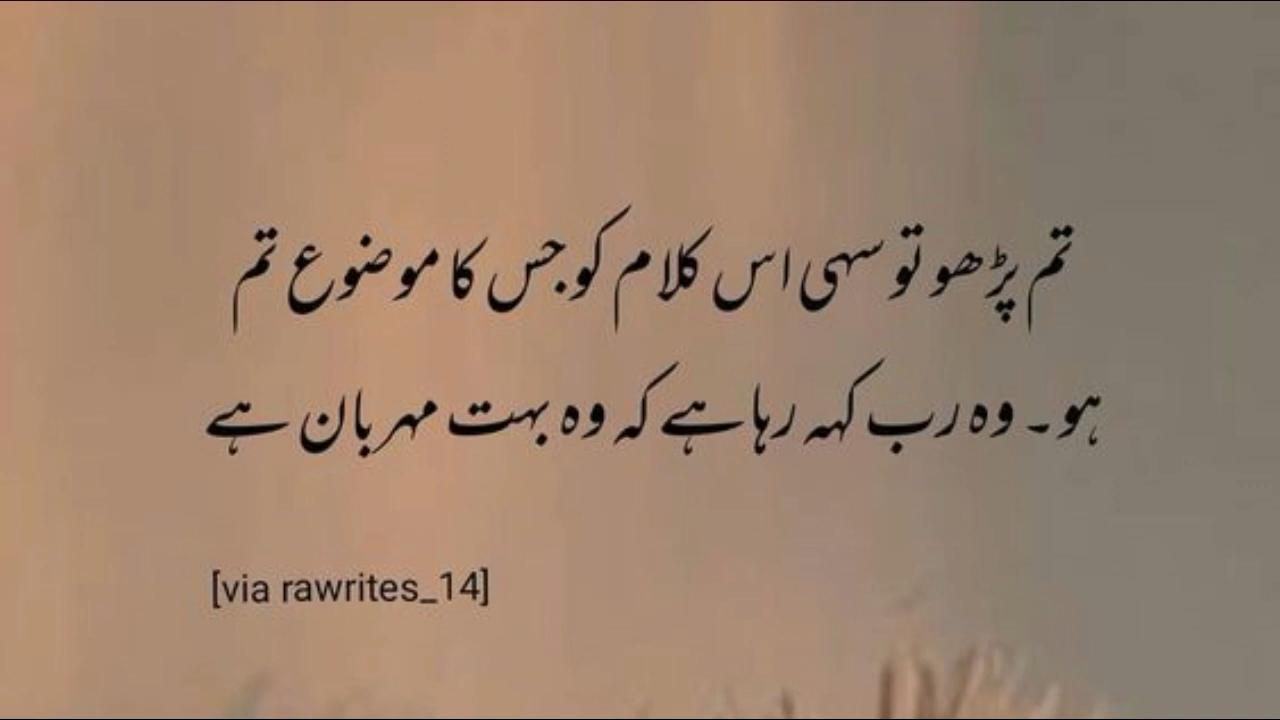 تم پڑھو تو سہی اس کلام کو جس کا موضوع تم
ہو۔ وہ رب کہہ رہا ہے کہ وہ بہت مہربان ہے
[via rawrites_14]